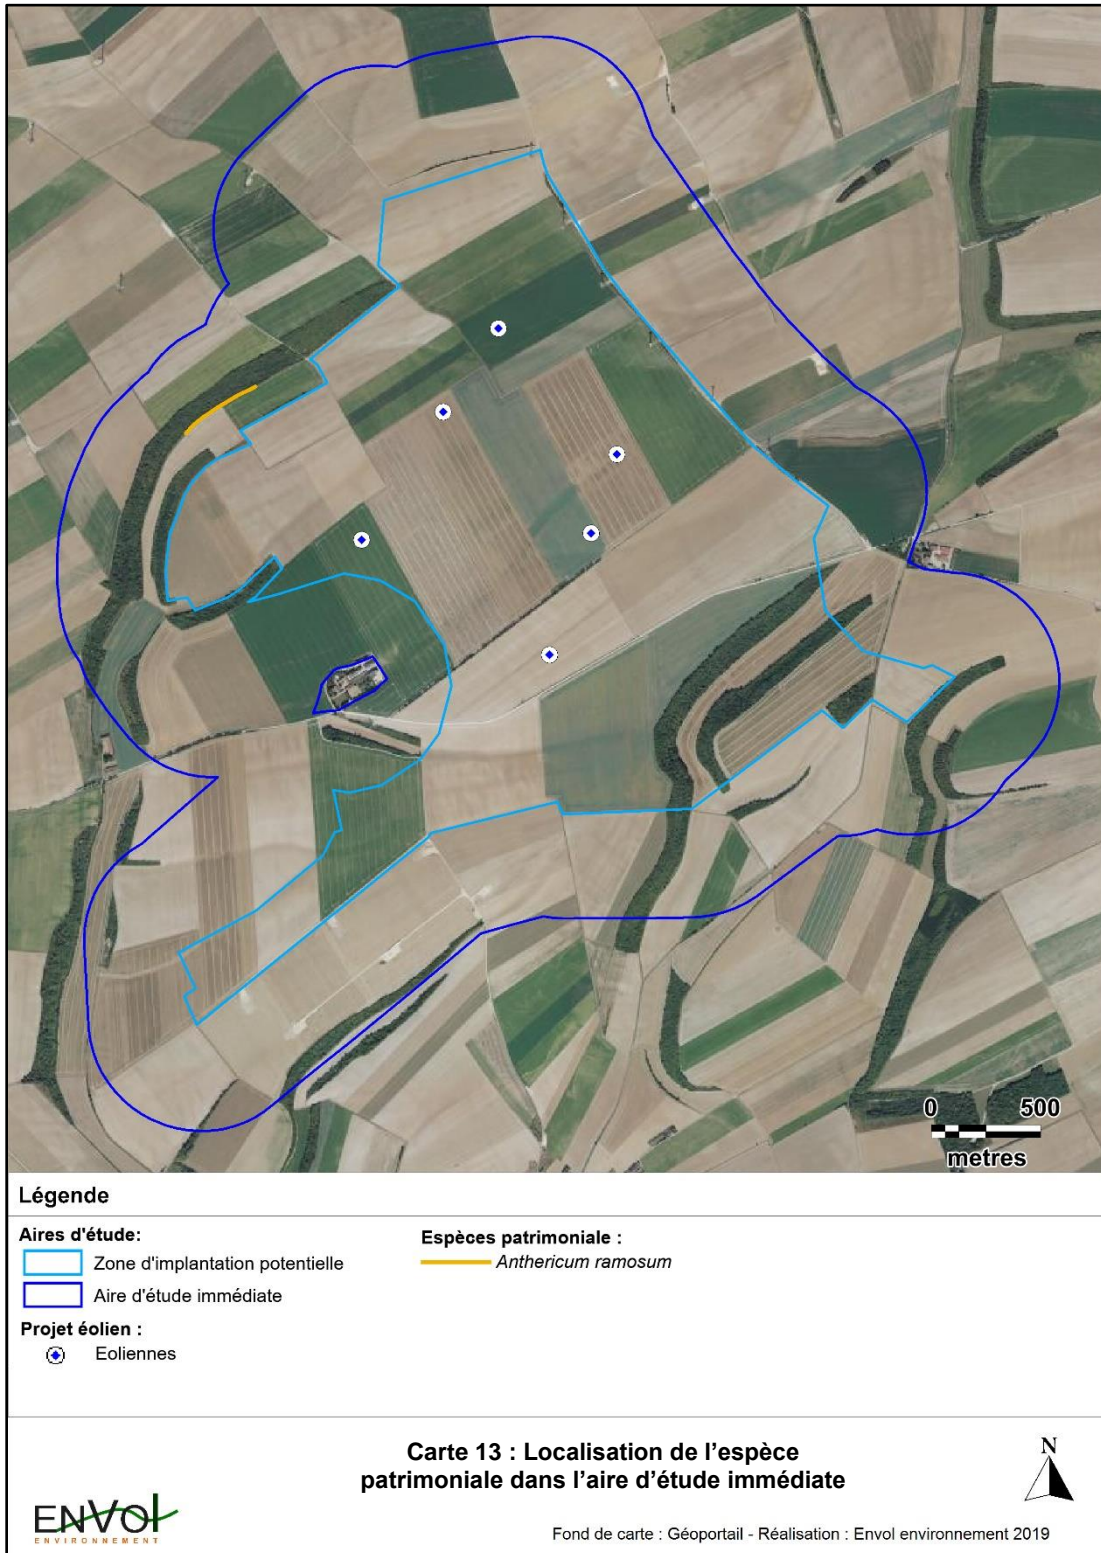 0 500
metres
Légende
Aires d'étude:
Zone d'implantation potentielle
Aire d'étude immédiate
Projet éolien :
Eoliennes
Espèces patrimoniale :
Anthericum ramosum
Carte 13 : Localisation de l'espèce
patrimoniale dans l'aire d'étude immédiate
N
ENVOl
ENVIRONNEMENT
Fond de carte : Géoportail - Réalisation : Envol environnement 2019